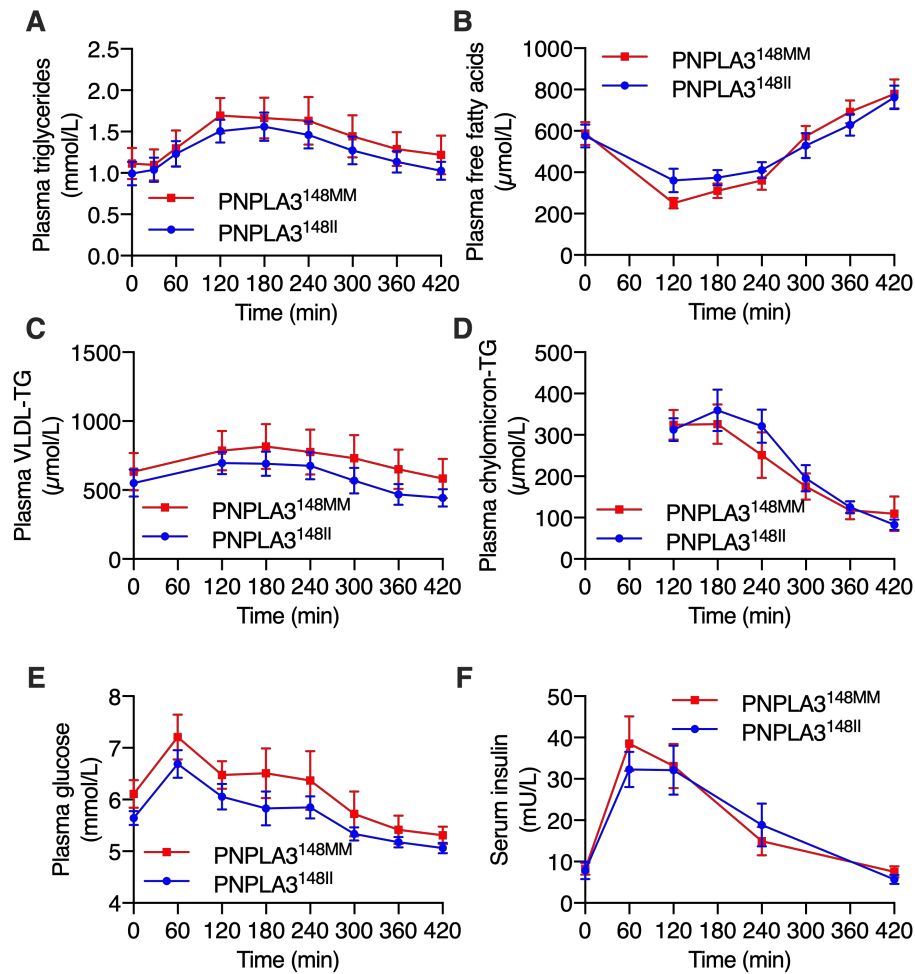 A
Plasma triglycerides
(mmol/L)
2.5
2.0
1.5
1.0
0.5
0.0
PNPLA3¹⁴⁸ᴹᴹ
PNPLA3¹⁴⁸ᴵᴵ
0 60 120 180 240 300 360 420
Time (min)
B
Plasma free fatty acids
(µmol/L)
1000
800
600
400
200
0
PNPLA3¹⁴⁸ᴹᴹ
PNPLA3¹⁴⁸ᴵᴵ
0 60 120 180 240 300 360 420
Time (min)
C
Plasma VLDL-TG
(µmol/L)
1500
1000
500
0
PNPLA3¹⁴⁸ᴹᴹ
PNPLA3¹⁴⁸ᴵᴵ
0 60 120 180 240 300 360 420
Time (min)
D
Plasma chylomicron-TG
(µmol/L)
500
400
300
200
100
0
PNPLA3¹⁴⁸ᴹᴹ
PNPLA3¹⁴⁸ᴵᴵ
0 60 120 180 240 300 360 420
Time (min)
E
Plasma glucose
(mmol/L)
8
7
6
5
4
PNPLA3¹⁴⁸ᴹᴹ
PNPLA3¹⁴⁸ᴵᴵ
0 60 120 180 240 300 360 420
Time (min)
F
Serum insulin
(mU/L)
50
40
30
20
10
0
PNPLA3¹⁴⁸ᴹᴹ
PNPLA3¹⁴⁸ᴵᴵ
0 60 120 180 240 300 360 420
Time (min)